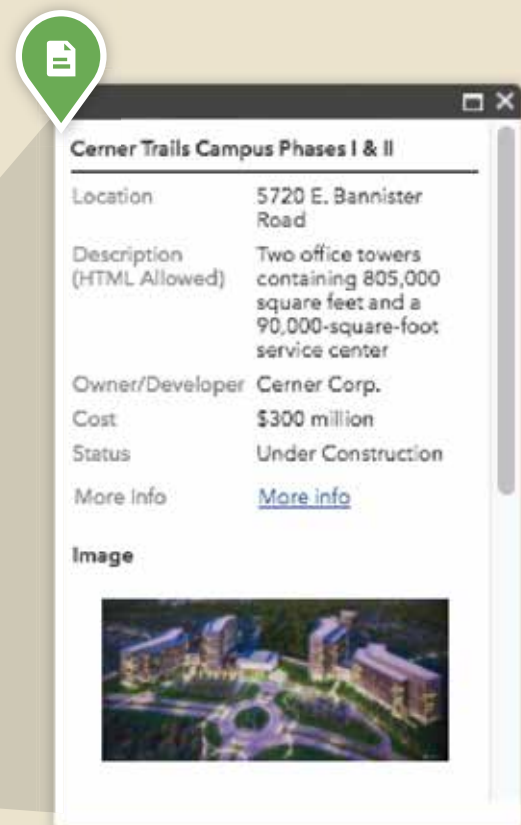 Cerner Trails Campus Phases I & II
Location 5720 E. Bannister
Road
Description Two office towers
(HTML Allowed) containing 805,000
square feet and a
90,000-square-foot
service center
Owner/Developer Cerner Corp.
Cost $300 million
Status Under Construction
More Info More info
Image